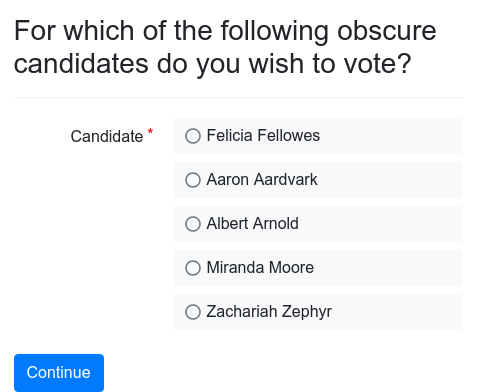 For which of the following obscure
candidates do you wish to vote?
Candidate *
Felicia Fellowes
Aaron Aardvark
Albert Arnold
Miranda Moore
Zachariah Zephyr
Continue